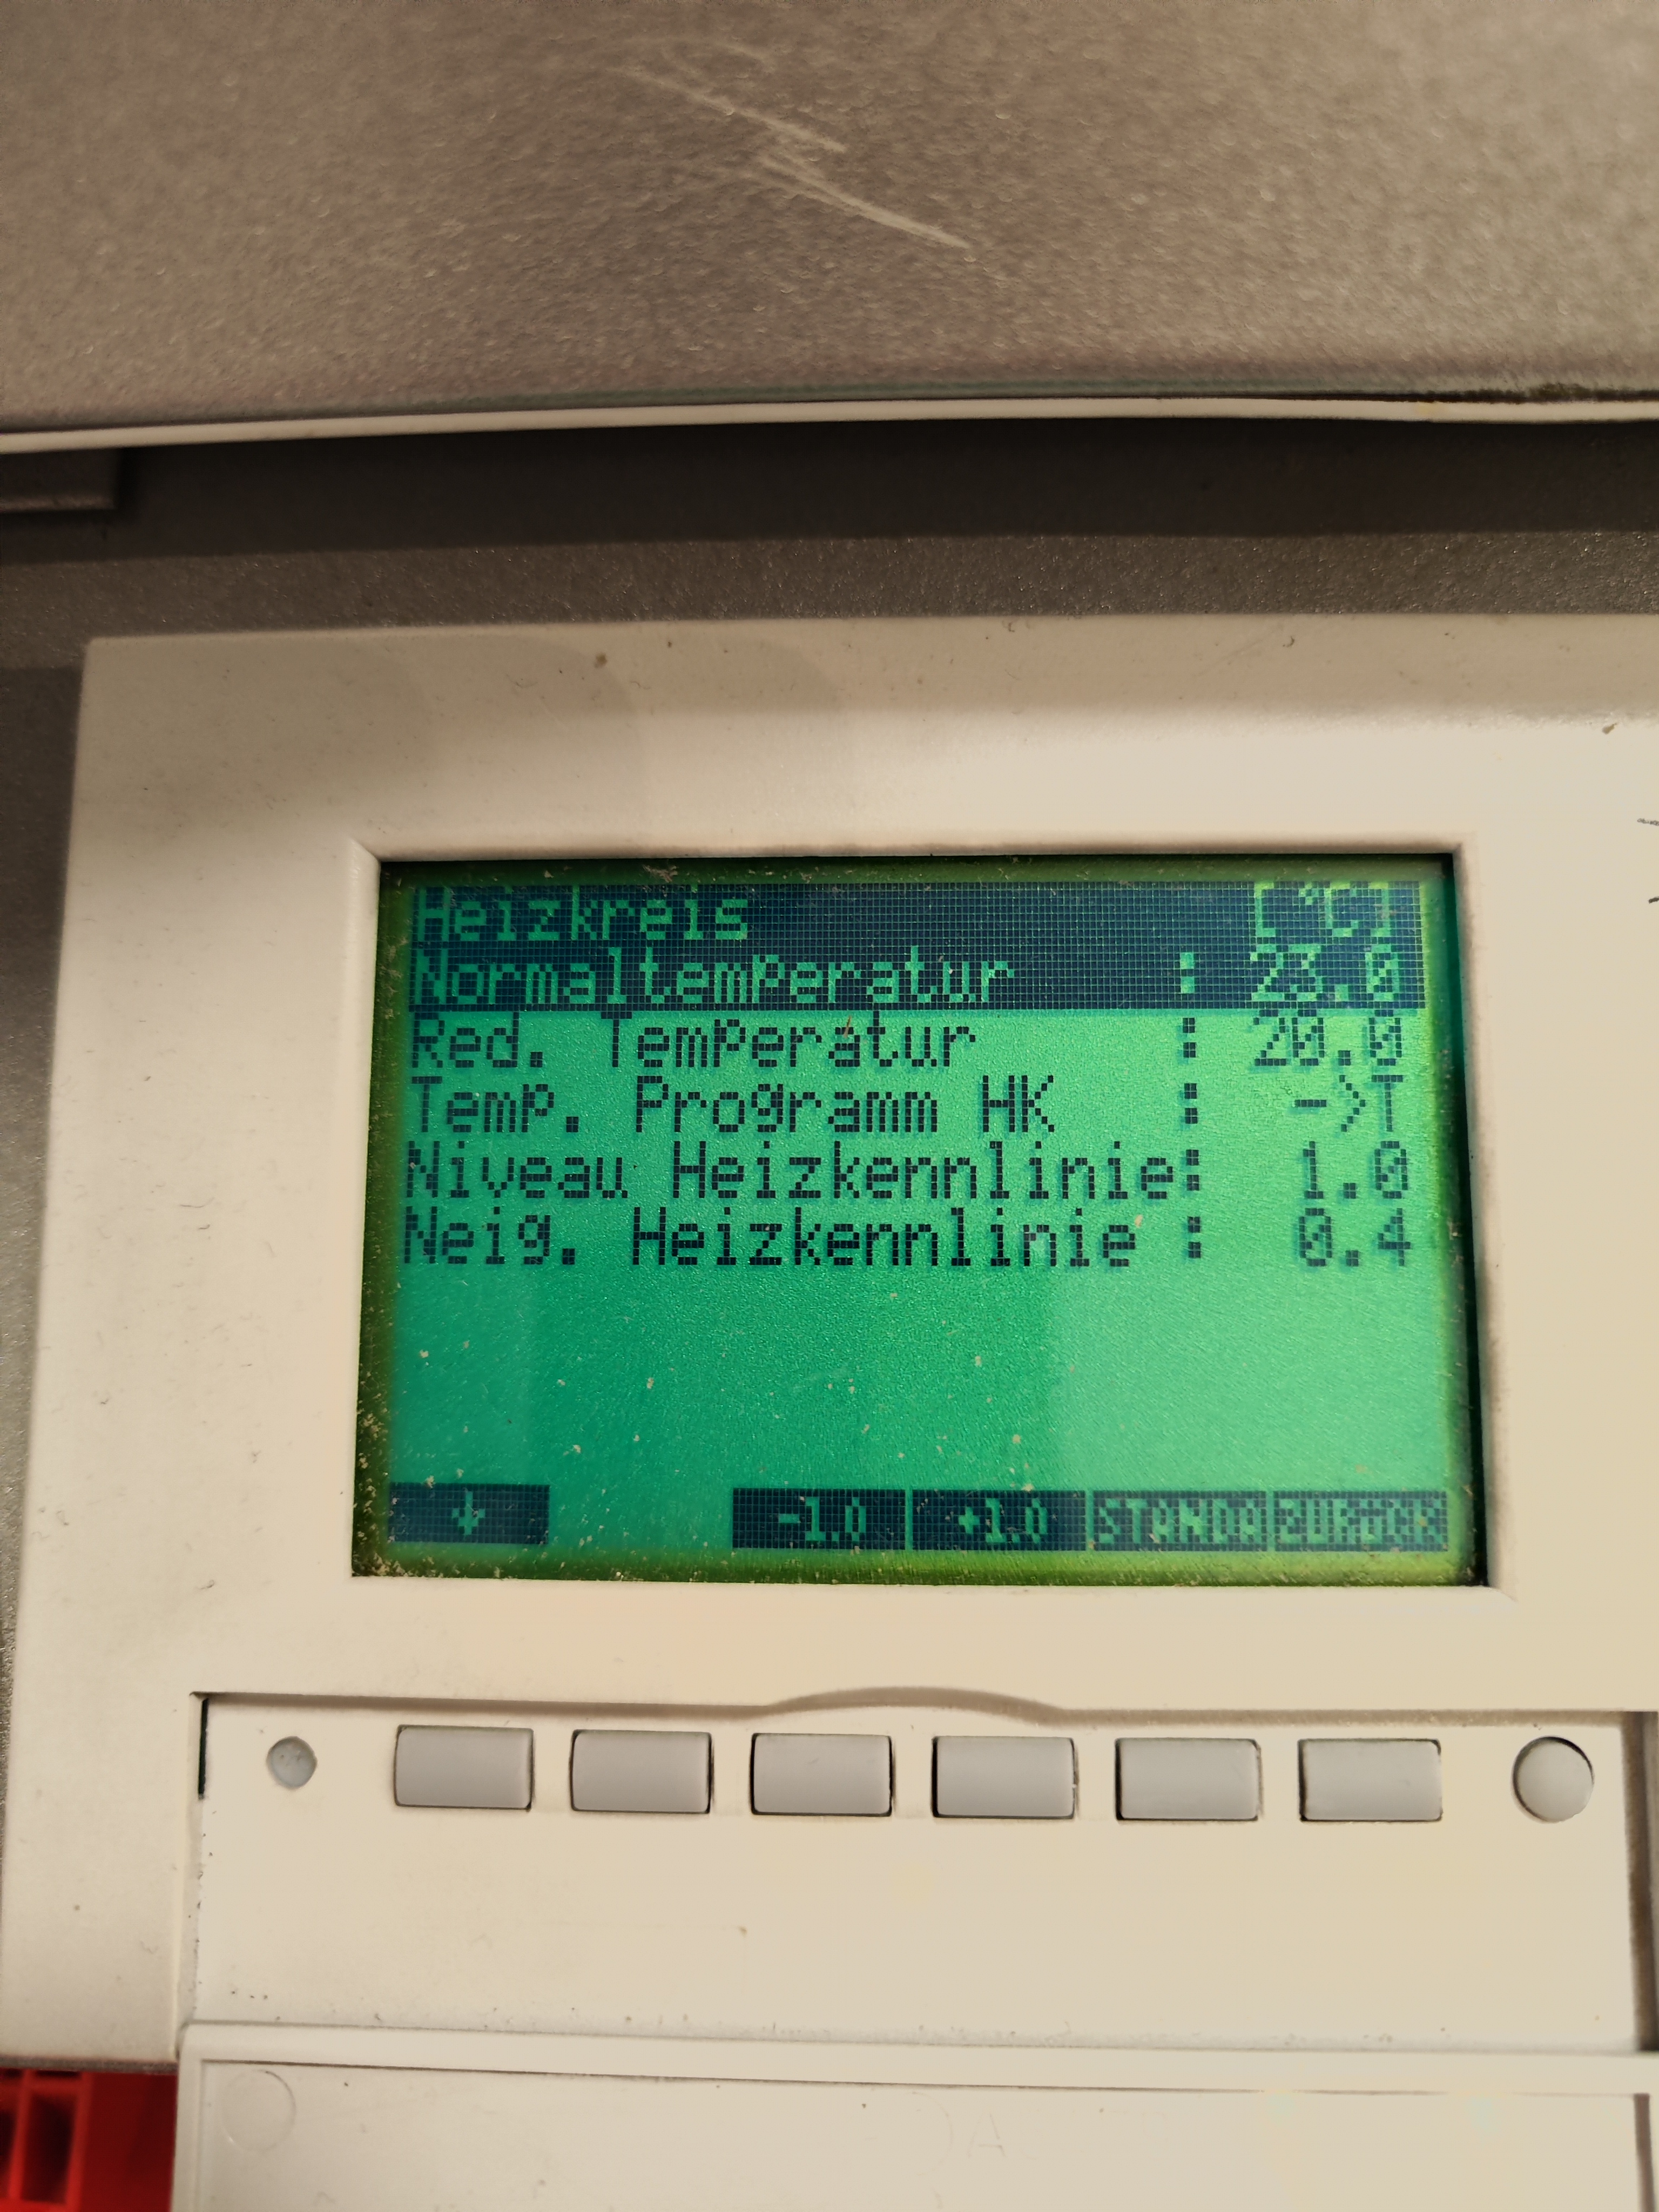 Heizkreis [°C]
Normaltemperatur : 23.0
Red. Temperatur : 20.0
Temp. Programm HK : ->T
Niveau Heizkennlinie: 1.0
Neig. Heizkennlinie : 0.4
↓ -1.0 +1.0 STANDA ZURÜCK